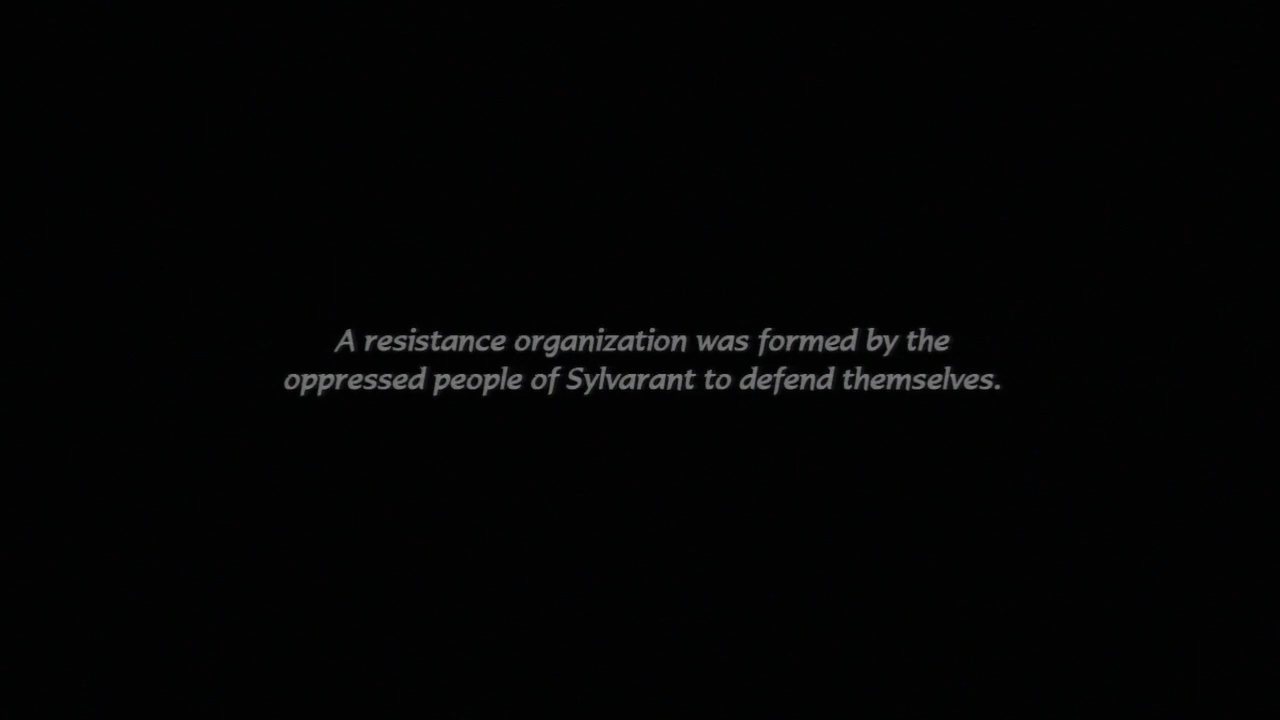 A resistance organization was formed by the
oppressed people of Sylvarant to defend themselves.